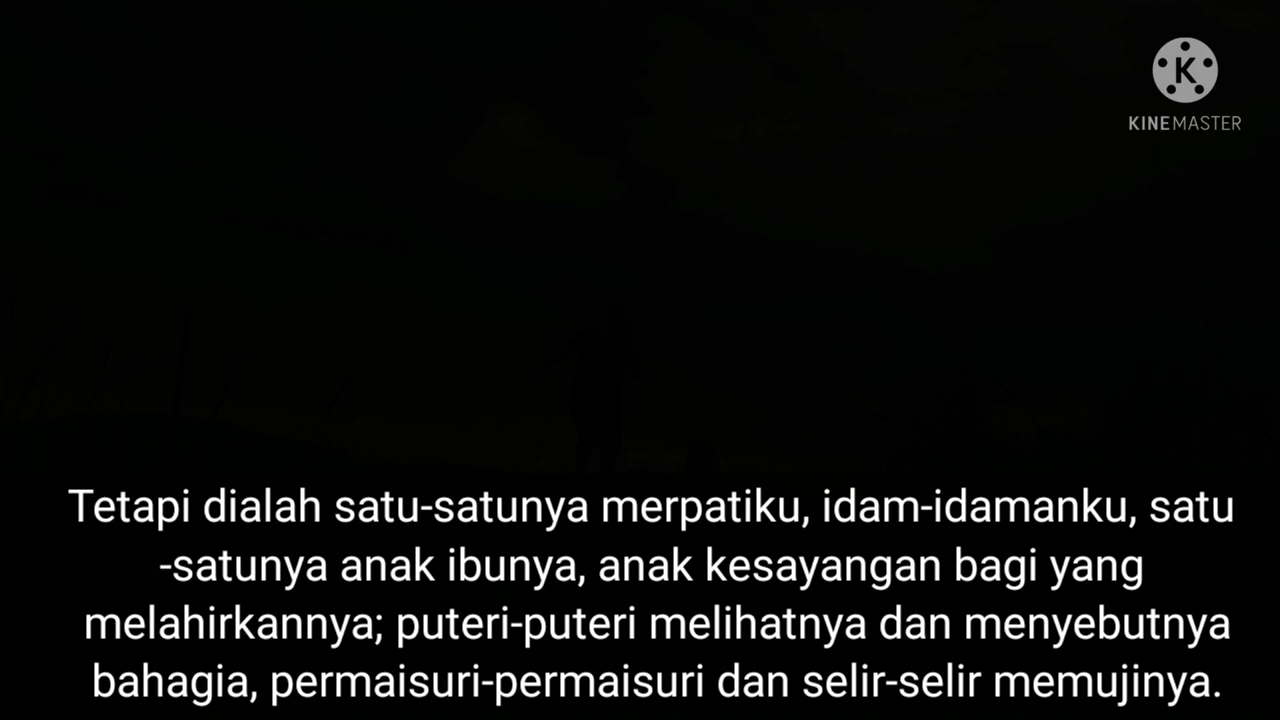 KINEMASTER
Tetapi dialah satu-satunya merpatiku, idam-idamanku, satu
-satunya anak ibunya, anak kesayangan bagi yang
melahirkannya; puteri-puteri melihatnya dan menyebutnya
bahagia, permaisuri-permaisuri dan selir-selir memujinya.